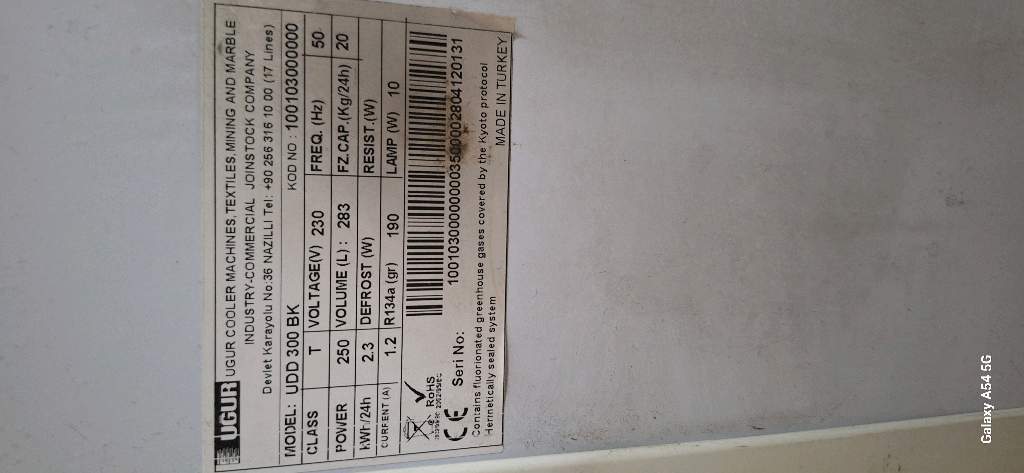 UGUR UGUR COOLER MACHINES,TEXTILES,MINING AND MARBLE
INDUSTRY-COMMERCIAL JOINSTOCK COMPANY
Devlet Karayolu No:36 NAZILLI Tel: +90 256 316 10 00 (17 Lines)
MODEL: UDD 300 BK KOD NO : 100103000000
CLASS T VOLTAGE(V) 230 FREQ. (Hz) 50
POWER 250 VOLUME (L) : 283 FZ.CAP.(Kg/24h) 20
kWh/24h 2.3 DEFROST (W) RESIST.(W)
CURRENT (A) 1.2 R134a (gr) 190 LAMP (W) 10
RoHS
CE Seri No: 1001030000000035000002804120131
Contains fluorionated greenhouse gases covered by the Kyoto protocol
Hermetically sealed system
MADE IN TURKEY
Galaxy A54 5G